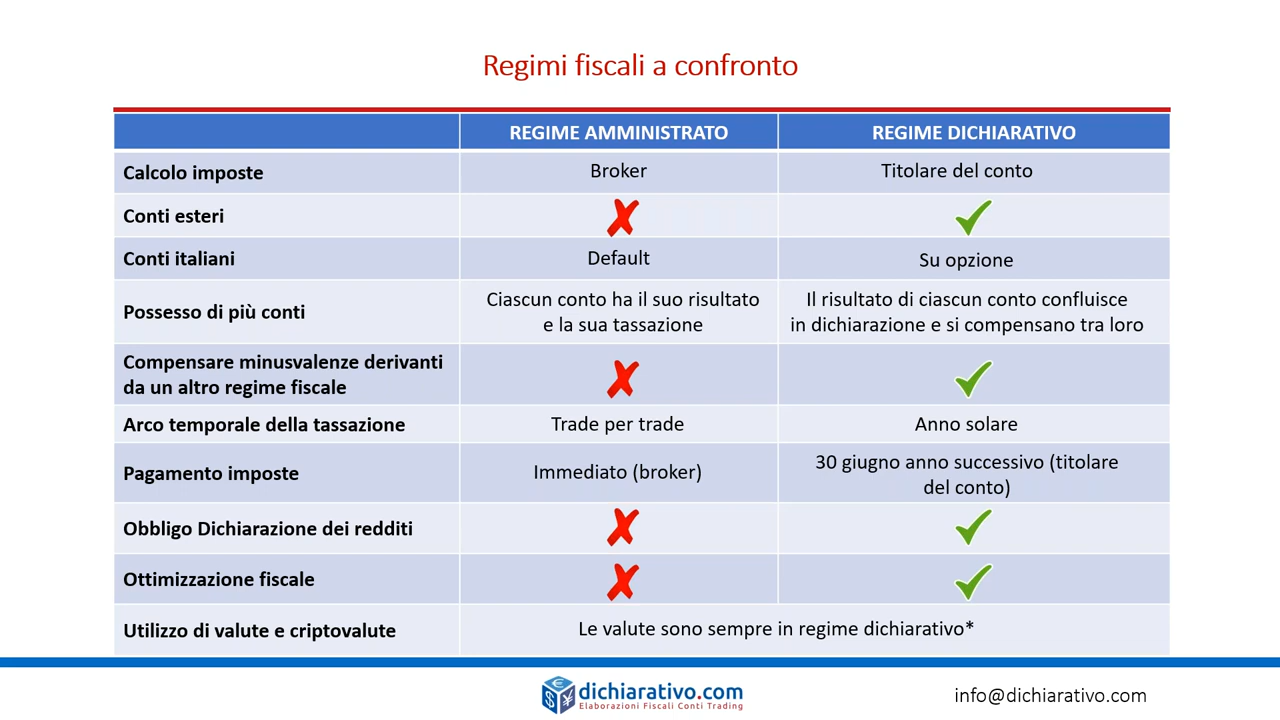 Regimi fiscali a confronto
REGIME AMMINISTRATO
REGIME DICHIARATIVO
Calcolo imposte
Broker
Titolare del conto
Conti esteri
Conti italiani
Default
Su opzione
Possesso di più conti
Ciascun conto ha il suo risultato
e la sua tassazione
Il risultato di ciascun conto confluisce
in dichiarazione e si compensano tra loro
Compensare minusvalenze derivanti
da un altro regime fiscale
Arco temporale della tassazione
Trade per trade
Anno solare
Pagamento imposte
Immediato (broker)
30 giugno anno successivo (titolare
del conto)
Obbligo Dichiarazione dei redditi
Ottimizzazione fiscale
Utilizzo di valute e criptovalute
Le valute sono sempre in regime dichiarativo*
€ $ ¥
dichiarativo.com
Elaborazioni Fiscali Conti Trading
info@dichiarativo.com